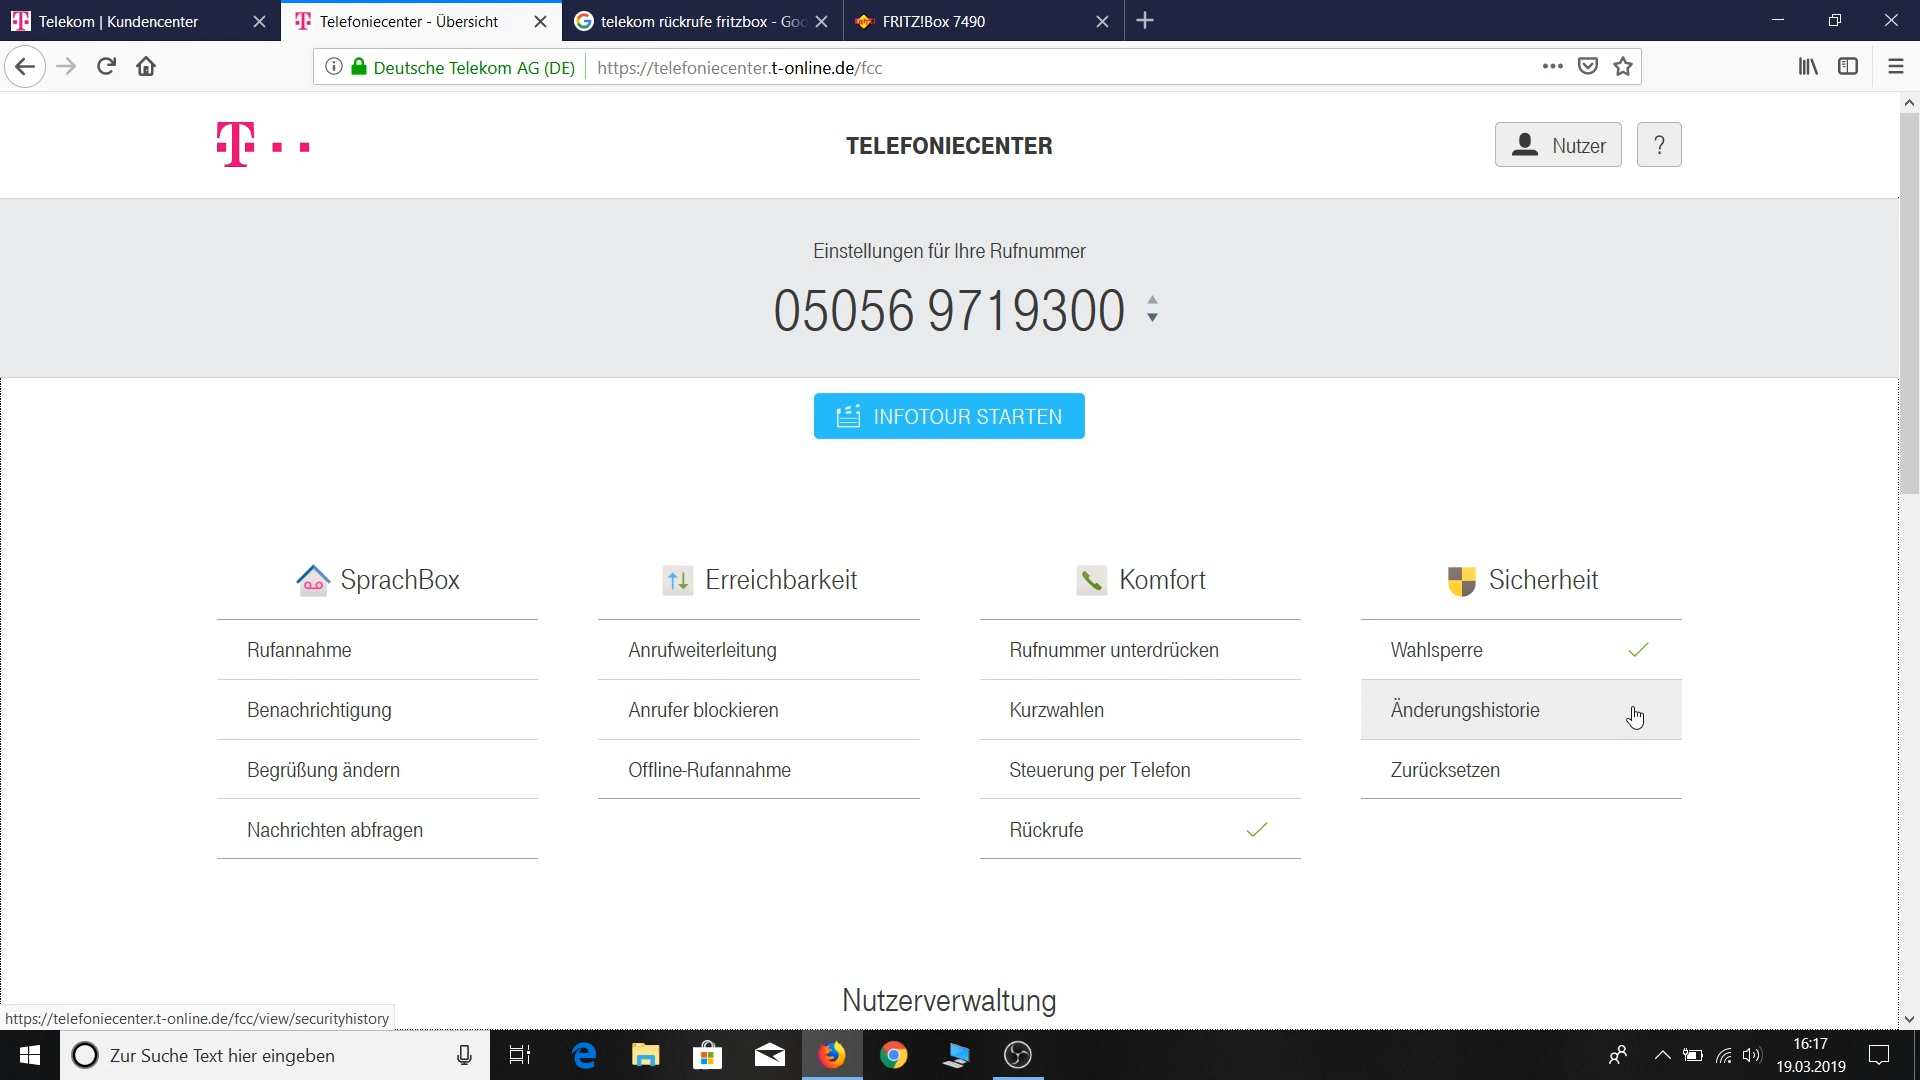 Telekom | Kundencenter
Telefoniecenter - Übersicht
telekom rückrufe fritzbox - Goo
FRITZ!Box 7490
Deutsche Telekom AG (DE)
https://telefoniecenter.t-online.de/fcc
T
TELEFONIECENTER
Nutzer
?
Einstellungen für Ihre Rufnummer
05056 9719300
INFOTOUR STARTEN
SprachBox
Rufannahme
Benachrichtigung
Begrüßung ändern
Nachrichten abfragen
Erreichbarkeit
Anrufweiterleitung
Anrufer blockieren
Offline-Rufannahme
Komfort
Rufnummer unterdrücken
Kurzwahlen
Steuerung per Telefon
Rückrufe
Sicherheit
Wahlsperre
Änderungshistorie
Zurücksetzen
Nutzerverwaltung
https://telefoniecenter.t-online.de/fcc/view/securityhistory
Zur Suche Text hier eingeben
16:17
19.03.2019